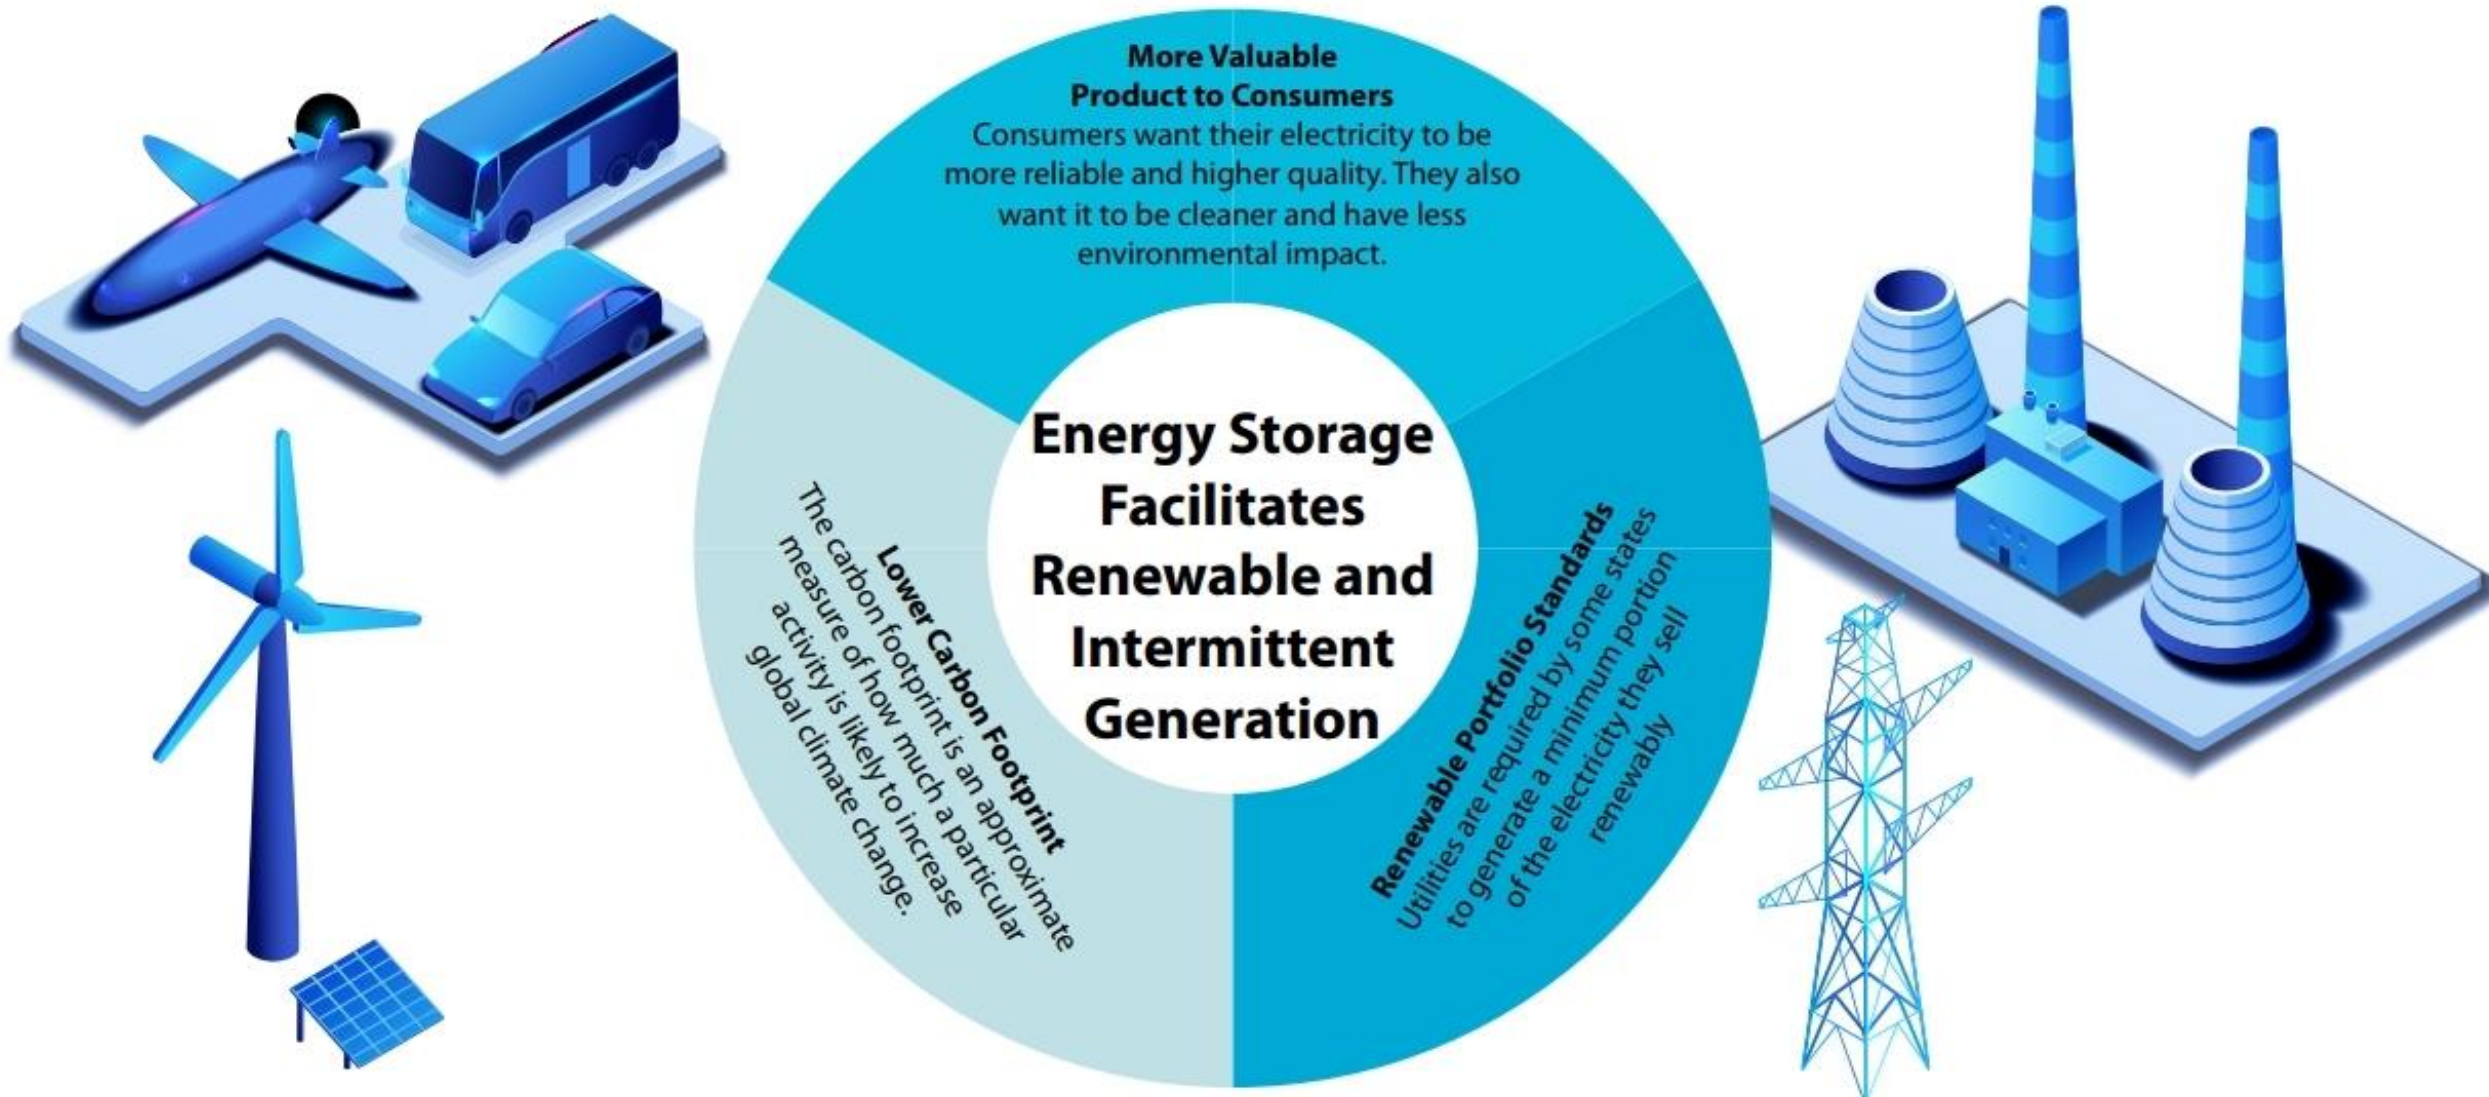 More Valuable
Product to Consumers
Consumers want their electricity to be
more reliable and higher quality. They also
want it to be cleaner and have less
environmental impact.
Energy Storage
Facilitates
Renewable and
Intermittent
Generation
Lower Carbon Footprint
The carbon footprint is an approximate
measure of how much a particular
activity is likely to increase
global climate change.
Renewable Portfolio Standards
Utilities are required by some states
to generate a minimum portion
of the electricity they sell
renewably